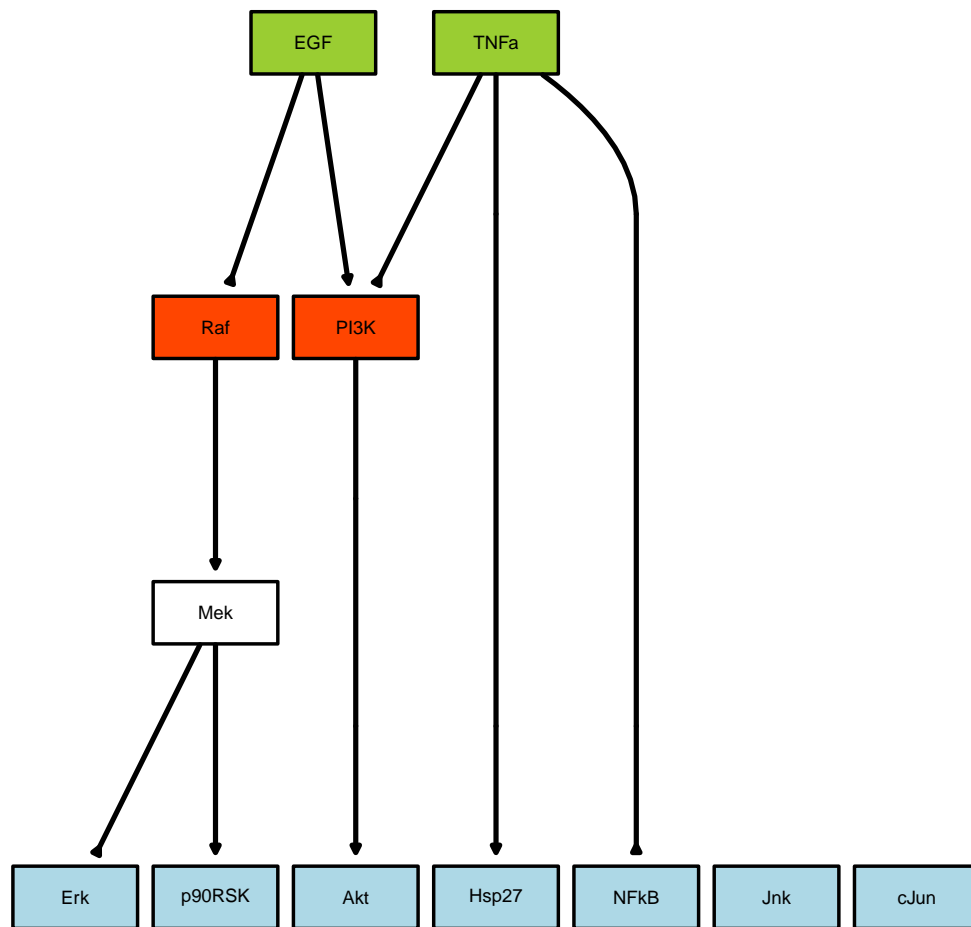 EGF
TNFa
Raf
PI3K
Mek
Erk
p90RSK
Akt
Hsp27
NFkB
Jnk
cJun